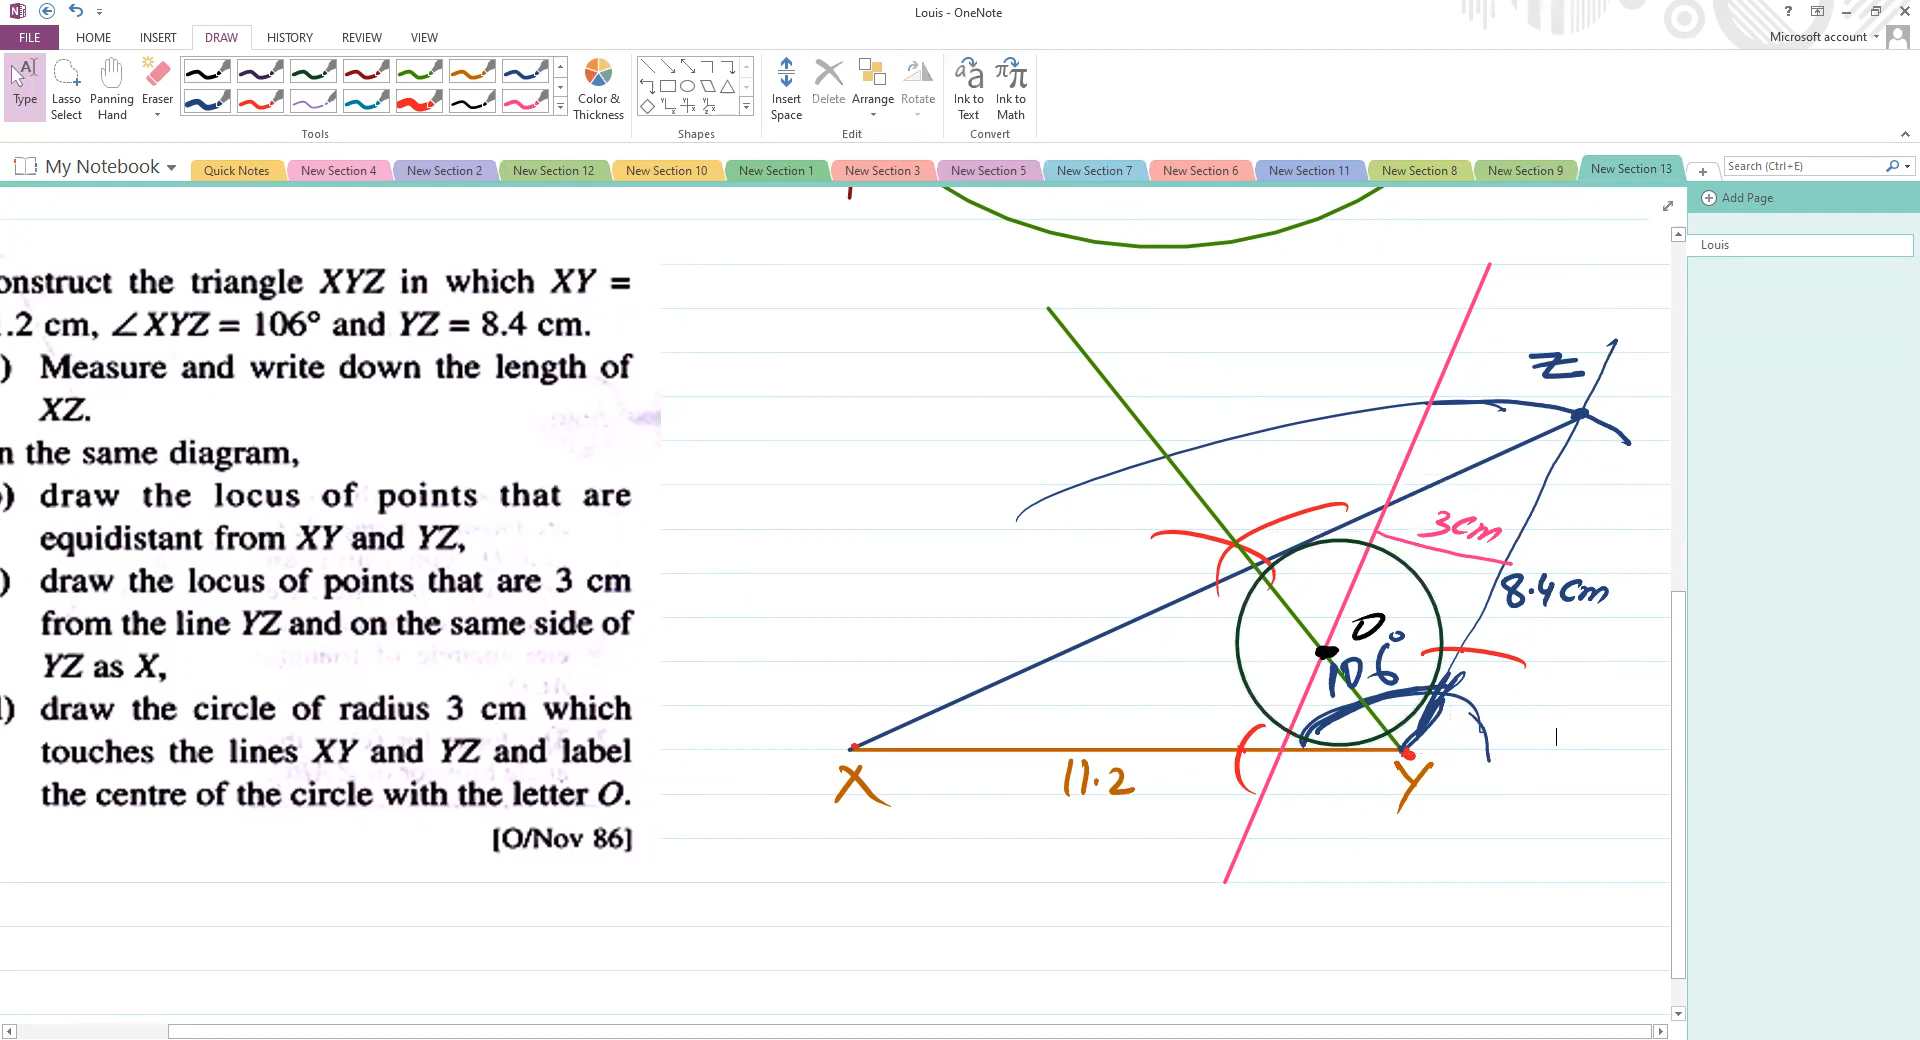 Louis - OneNote
?
Microsoft account
FILE HOME INSERT DRAW HISTORY REVIEW VIEW
Type
Lasso Select
Panning Hand
Eraser
Color & Thickness
Insert Space
Delete
Arrange
Rotate
Ink to Text
Ink to Math
Tools
Shapes
Edit
Convert
My Notebook
Quick Notes
New Section 4
New Section 2
New Section 12
New Section 10
New Section 1
New Section 3
New Section 5
New Section 7
New Section 6
New Section 11
New Section 8
New Section 9
New Section 13
Search (Ctrl+E)
Add Page
Louis
onstruct the triangle XYZ in which XY =
.2 cm, ∠XYZ = 106° and YZ = 8.4 cm.
) Measure and write down the length of
XZ.
n the same diagram,
) draw the locus of points that are
equidistant from XY and YZ,
) draw the locus of points that are 3 cm
from the line YZ and on the same side of
YZ as X,
) draw the circle of radius 3 cm which
touches the lines XY and YZ and label
the centre of the circle with the letter O.
[O/Nov 86]
Z
3cm
8.4cm
O
106°
X
11.2
Y